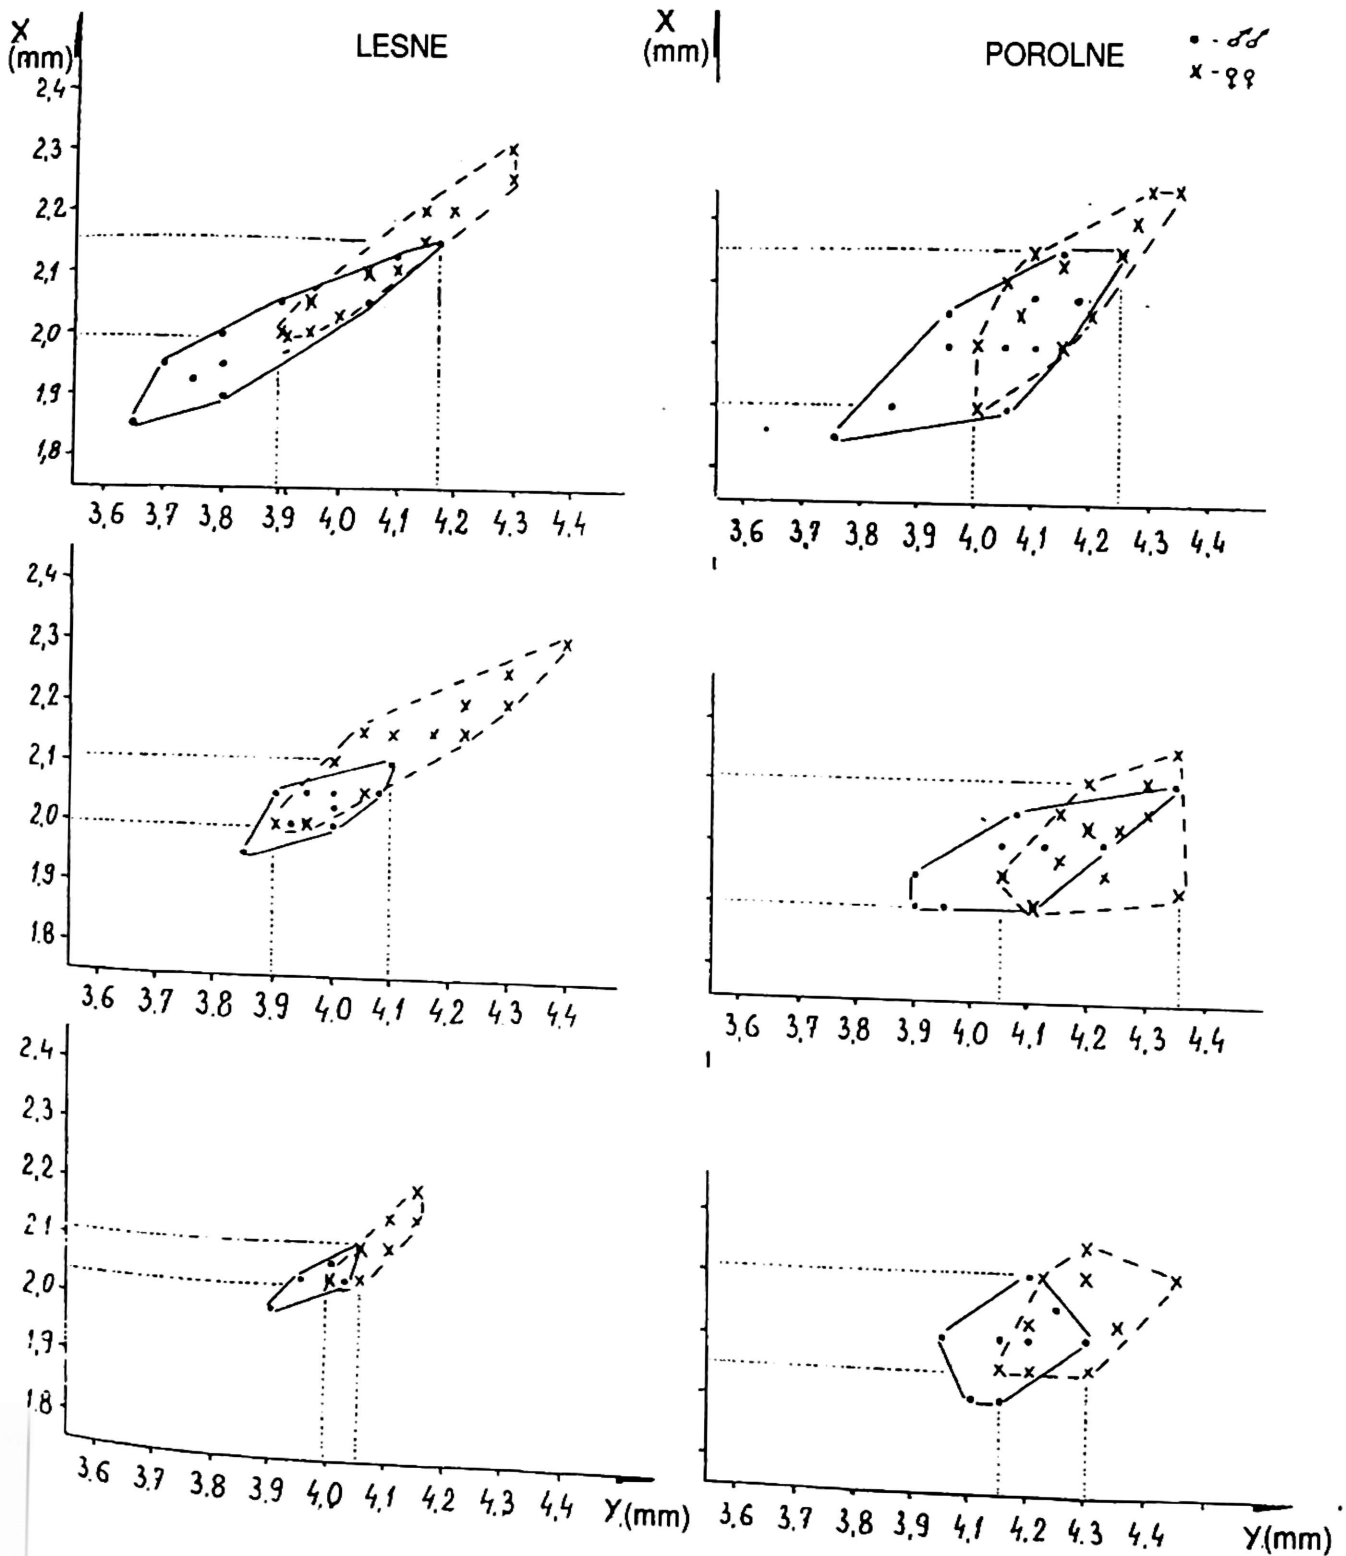 X
(mm)
LESNE
X
(mm)
POROLNE
• - ♂♂
x - ♀♀
2,4
2,3
2,2
2,1
2,0
1,9
1,8
3,6 3,7 3,8 3,9 4,0 4,1 4,2 4.3 4.4
3,6 3,7 3,8 3,9 4,0 4,1 4,2 4.3 4.4
2,4
2,3
2,2
2,1
2,0
1,9
1.8
3.6 3.7 3.8 3.9 4.0 4.1 4.2 4.3 4,4
3,6 3,7 3,8 3,9 4.0 4.1 4.2 4.3 4.4
2,4
2,3
2,2
2,1
2,0
1,9
1.8
3.6 3,7 3.8 3.9 4,0 4,1 4.2 4.3 4,4 Y(mm)
3,6 3,7 3,8 3,9 4.1 4.2 4.3 4.4 Y(mm)